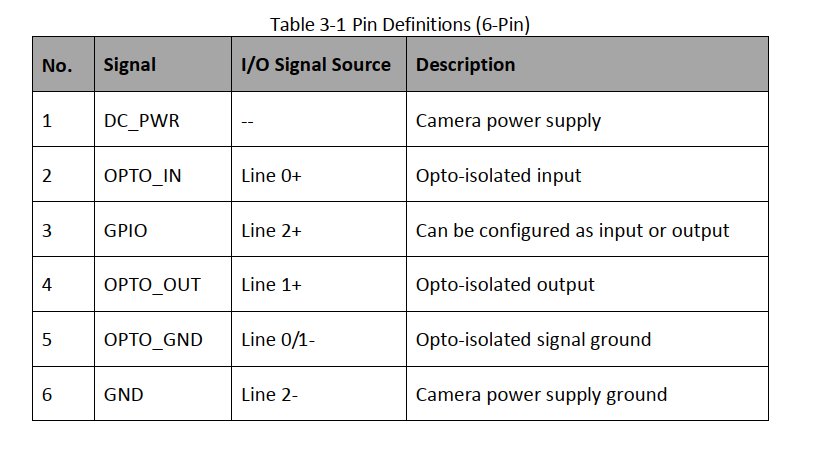 Table 3-1 Pin Definitions (6-Pin)
No. Signal I/O Signal Source Description
1 DC_PWR -- Camera power supply
2 OPTO_IN Line 0+ Opto-isolated input
3 GPIO Line 2+ Can be configured as input or output
4 OPTO_OUT Line 1+ Opto-isolated output
5 OPTO_GND Line 0/1- Opto-isolated signal ground
6 GND Line 2- Camera power supply ground